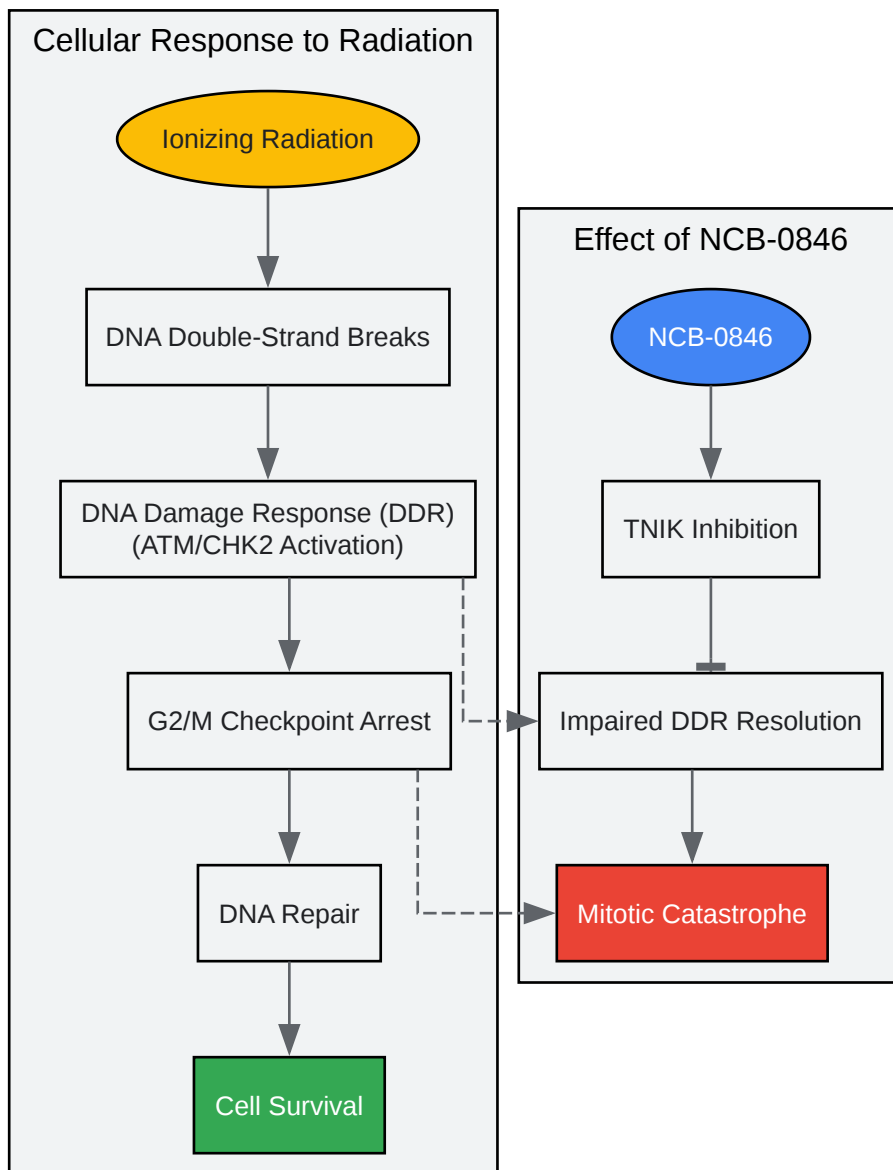 Cellular Response to Radiation
Ionizing Radiation
DNA Double-Strand Breaks
DNA Damage Response (DDR)
(ATM/CHK2 Activation)
G2/M Checkpoint Arrest
DNA Repair
Cell Survival
Effect of NCB-0846
NCB-0846
TNIK Inhibition
Impaired DDR Resolution
Mitotic Catastrophe